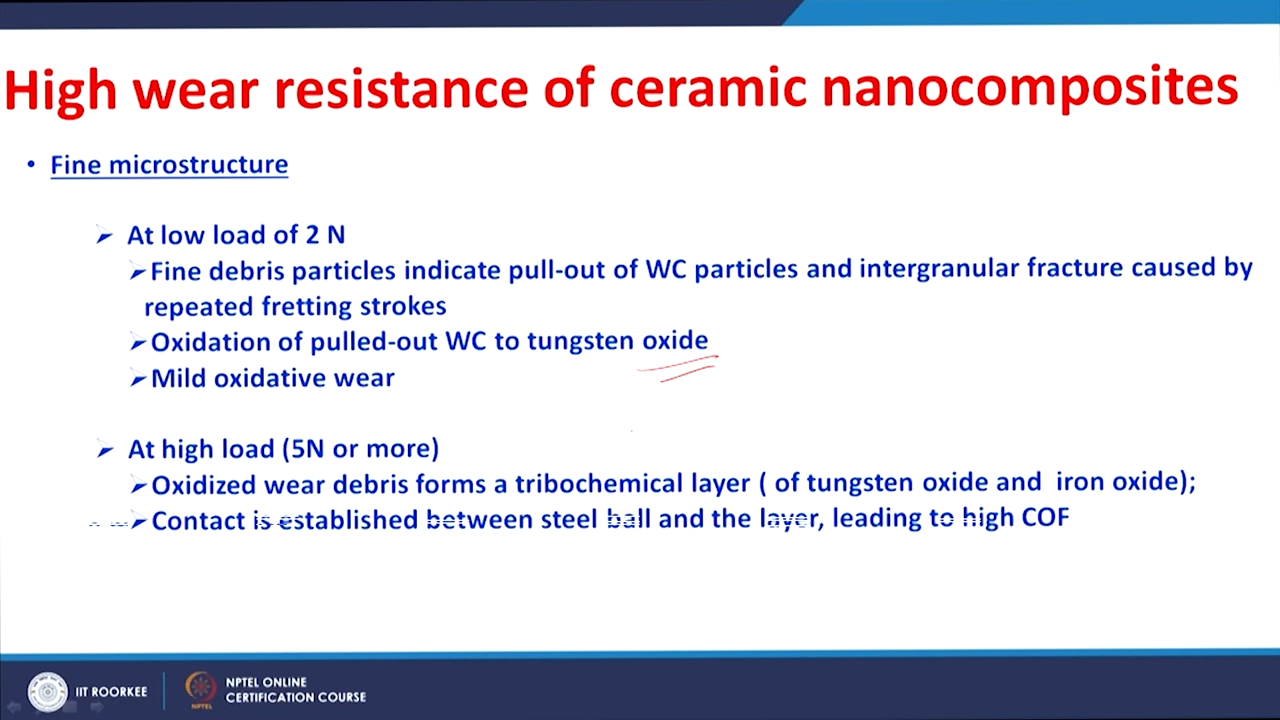 High wear resistance of ceramic nanocomposites
• Fine microstructure
➢ At low load of 2 N
➢Fine debris particles indicate pull-out of WC particles and intergranular fracture caused by
repeated fretting strokes
➢Oxidation of pulled-out WC to tungsten oxide
➢Mild oxidative wear
➢ At high load (5N or more)
➢Oxidized wear debris forms a tribochemical layer ( of tungsten oxide and iron oxide);
➢Contact is established between steel ball and the layer, leading to high COF
IIT ROORKEE
NPTEL
NPTEL ONLINE
CERTIFICATION COURSE